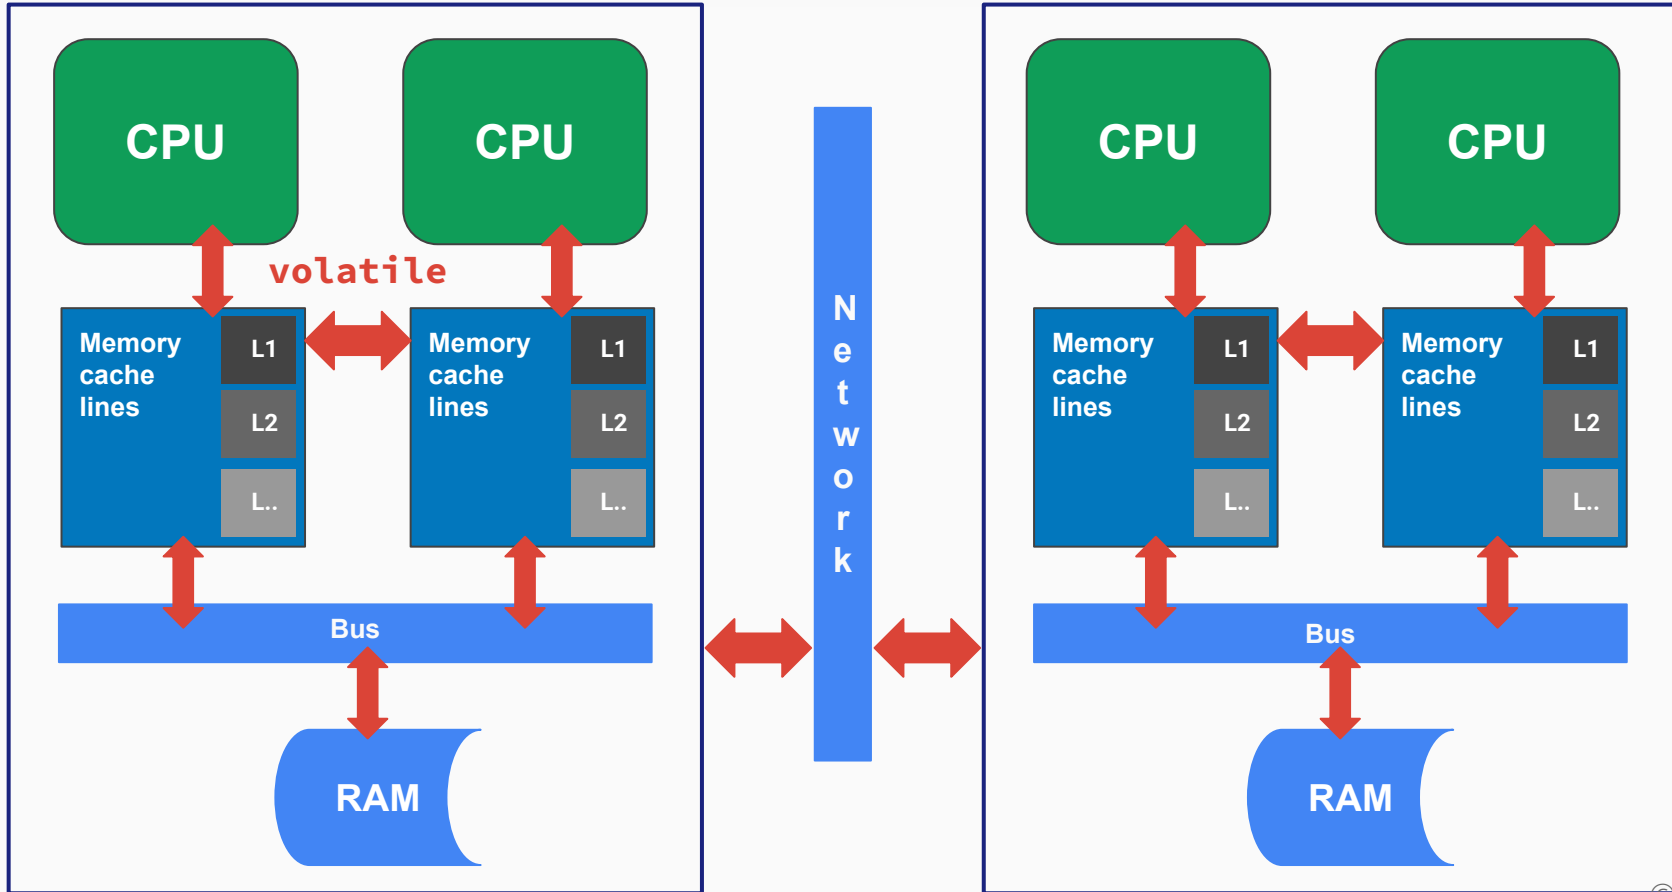 CPU
CPU
volatile
Memory
cache
lines
L1
L2
L..
Memory
cache
lines
L1
L2
L..
Bus
RAM
Network
CPU
CPU
Memory
cache
lines
L1
L2
L..
Memory
cache
lines
L1
L2
L..
Bus
RAM